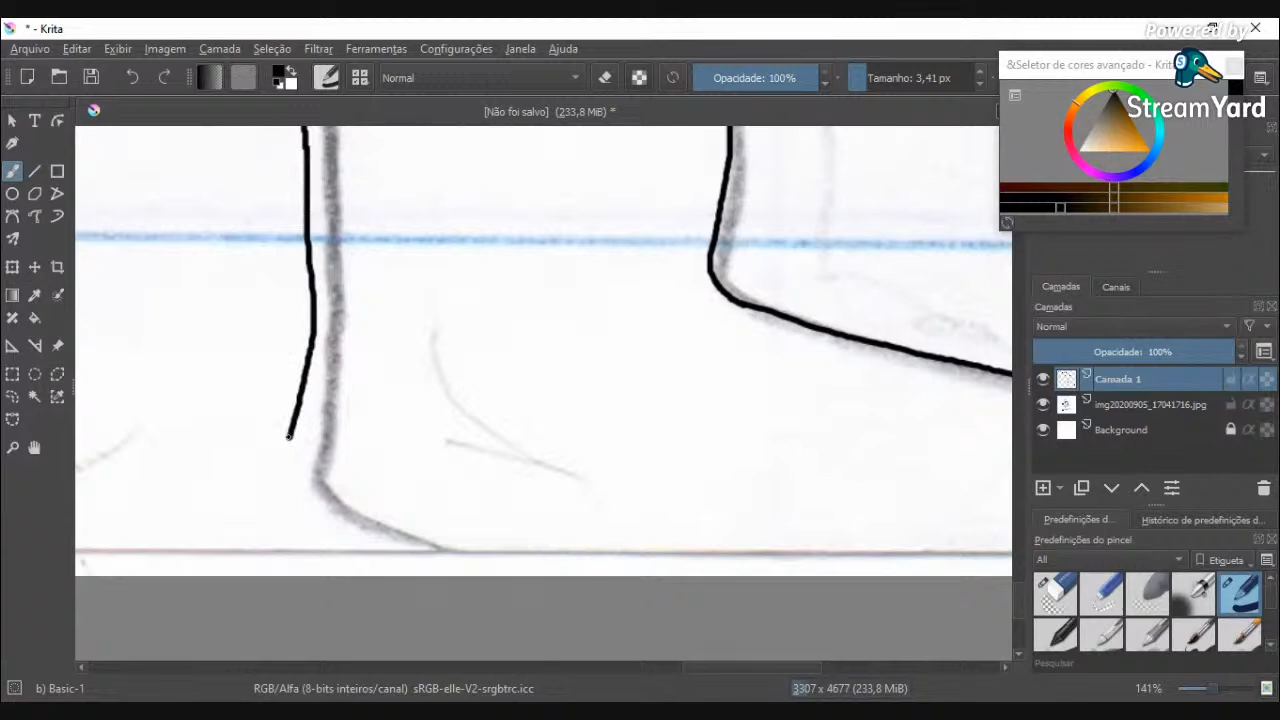 * - Krita
Powered by
Arquivo Editar Exibir Imagem Camada Seleção Filtrar Ferramentas Configurações Janela Ajuda
&Seletor de cores avançado - Krita
StreamYard
Normal
Opacidade: 100%
Tamanho: 3,41 px
[Não foi salvo] (233,8 MiB) *
Camadas Canais
Camadas
Normal
Opacidade: 100%
Camada 1
img20200905_17041716.jpg
Background
Predefinições d... Histórico de predefinições d...
Predefinições do pincel
All Etiqueta
Pesquisar
b) Basic-1 RGB/Alfa (8-bits inteiros/canal) sRGB-elle-V2-srgbtrc.icc 3307 x 4677 (233,8 MiB) 141%